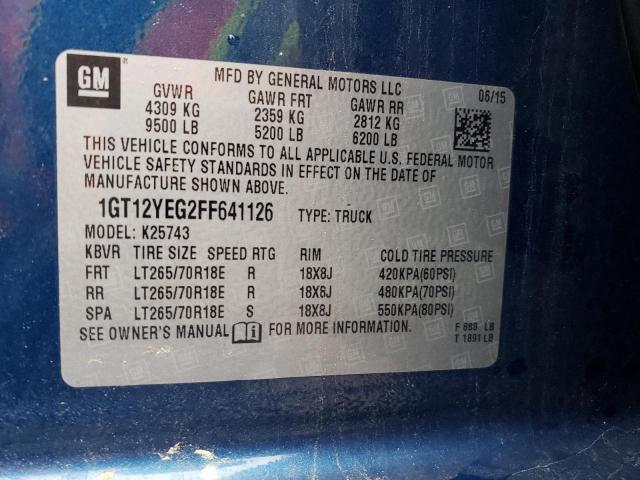 GM
MFD BY GENERAL MOTORS LLC
06/15
GVWR GAWR FRT GAWR RR
4309 KG 2359 KG 2812 KG
9500 LB 5200 LB 6200 LB
THIS VEHICLE CONFORMS TO ALL APPLICABLE U.S. FEDERAL MOTOR
VEHICLE SAFETY STANDARDS IN EFFECT ON THE DATE OF
MANUFACTURE SHOWN ABOVE.
1GT12YEG2FF641126 TYPE: TRUCK
MODEL: K25743
KBVR TIRE SIZE SPEED RTG RIM COLD TIRE PRESSURE
FRT LT265/70R18E R 18X8J 420KPA(60PSI)
RR LT265/70R18E R 18X8J 480KPA(70PSI)
SPA LT265/70R18E S 18X8J 550KPA(80PSI)
SEE OWNER'S MANUAL FOR MORE INFORMATION.
F 889 LB
T 1891 LB